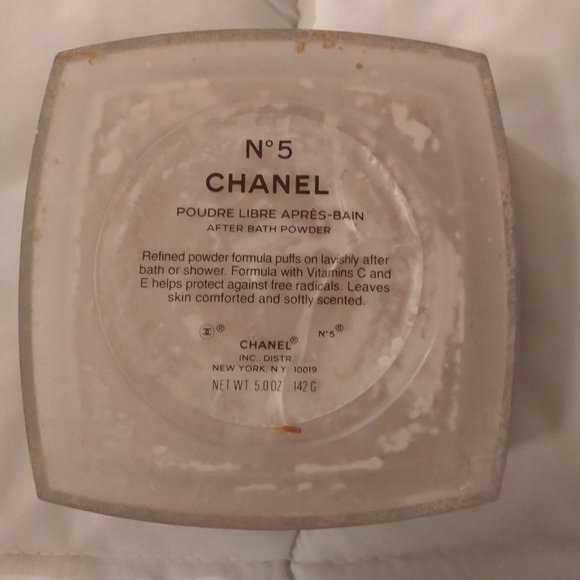 N°5
CHANEL
POUDRE LIBRE APRÈS-BAIN
AFTER BATH POWDER
Refined powder formula puffs on lavishly after
bath or shower. Formula with Vitamins C and
E helps protect against free radicals. Leaves
skin comforted and softly scented.
® N°5®
CHANEL®
INC., DISTR.
NEW YORK, N.Y. 10019
NET WT. 5.0 OZ. 142 G